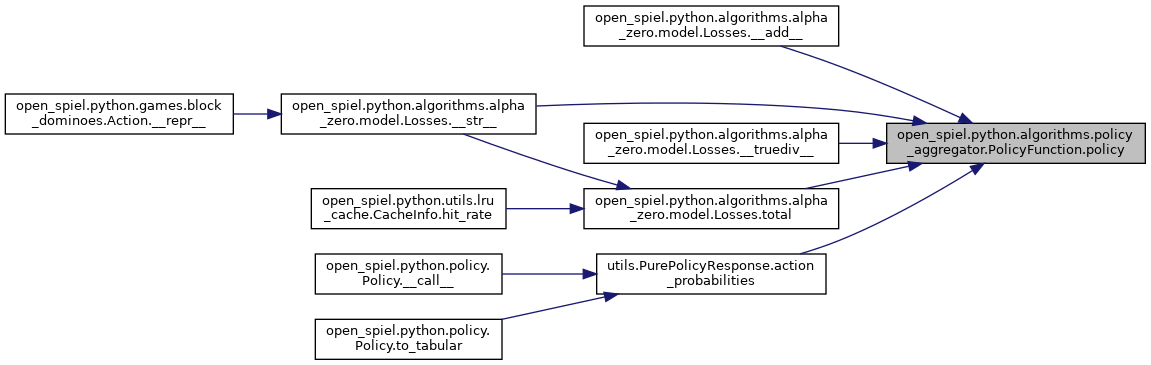 open_spiel.python.algorithms.alpha
_zero.model.Losses.__add__
open_spiel.python.games.block
_dominoes.Action.__repr__
open_spiel.python.algorithms.alpha
_zero.model.Losses.__str__
open_spiel.python.algorithms.alpha
_zero.model.Losses.__truediv__
open_spiel.python.algorithms.policy
_aggregator.PolicyFunction.policy
open_spiel.python.utils.lru
_cache.CacheInfo.hit_rate
open_spiel.python.algorithms.alpha
_zero.model.Losses.total
open_spiel.python.policy.
Policy.__call__
utils.PurePolicyResponse.action
_probabilities
open_spiel.python.policy.
Policy.to_tabular